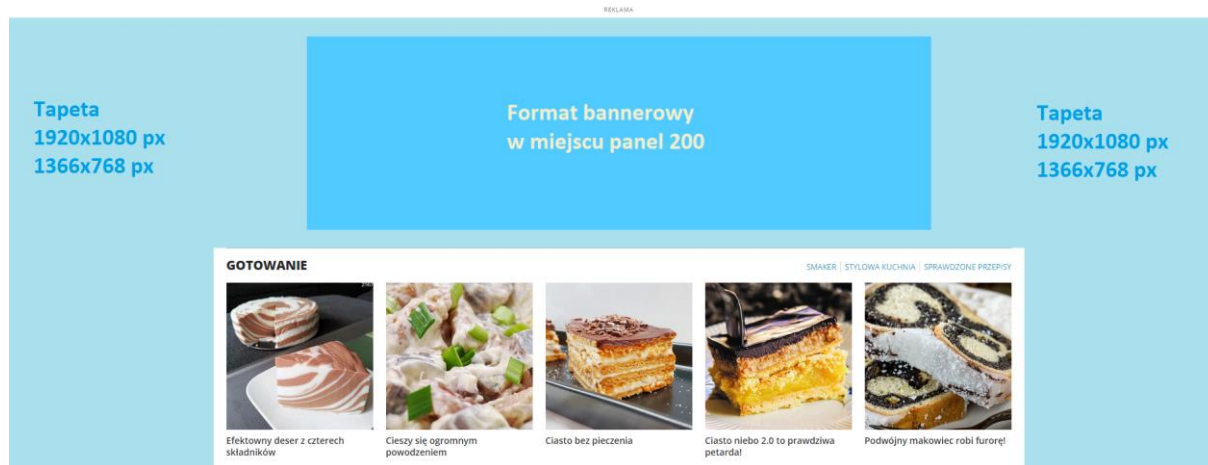 REKLAMA
Tapeta
1920x1080 px
1366x768 px
Format bannerowy
w miejscu panel 200
Tapeta
1920x1080 px
1366x768 px
GOTOWANIE
SMAKER | STYLOWA KUCHNIA | SPRAWDZONE PRZEPISY
Efektowny deser z czterech
składników
Cieszy się ogromnym
powodzeniem
Ciasto bez pieczenia
Ciasto niebo 2.0 to prawdziwa
petarda!
Podwójny makowiec robi furorę!